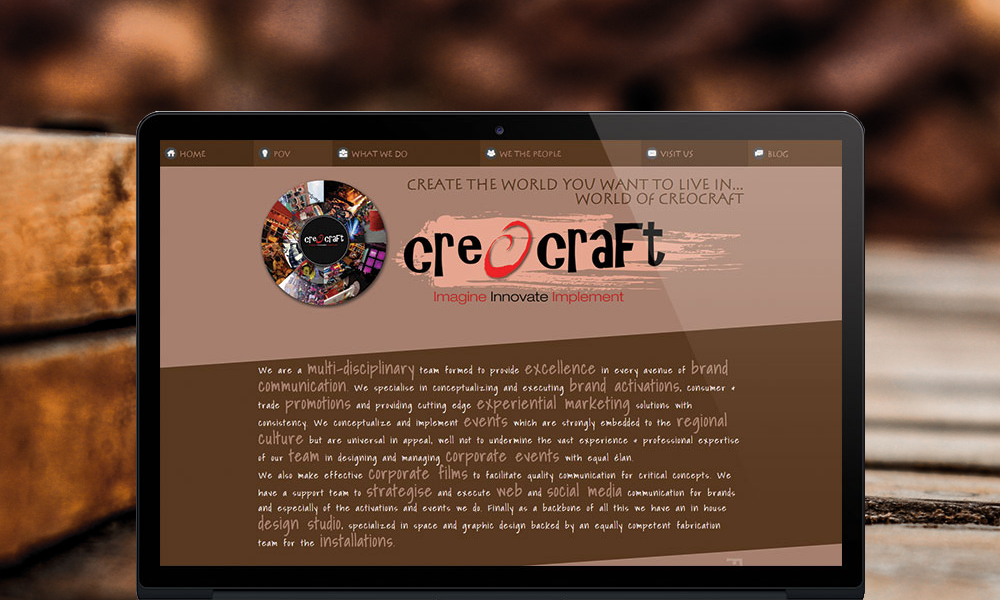 HOME POV WHAT WE DO WE THE PEOPLE VISIT US BLOG
CREATE THE WORLD YOU WANT TO LIVE IN...
WORLD OF CREOCRAFT
creocraft
creocraft
Imagine Innovate Implement
We are a multi-disciplinary team formed to provide excellence in every avenue of brand
communication. We specialise in conceptualizing and executing brand activations, consumer &
trade promotions and providing cutting edge experiential marketing solutions with
consistency. We conceptualize and implement events which are strongly embedded to the regional
culture but are universal in appeal, well not to undermine the vast experience & professional expertise
of our team in designing and managing corporate events with equal élan.
We also make effective corporate films to facilitate quality communication for critical concepts. We
have a support team to strategise and execute web and social media communication for brands
and especially of the activations and events we do. Finally as a backbone of all this we have an in house
design studio, specialized in space and graphic design backed by an equally competent fabrication
team for the installations.